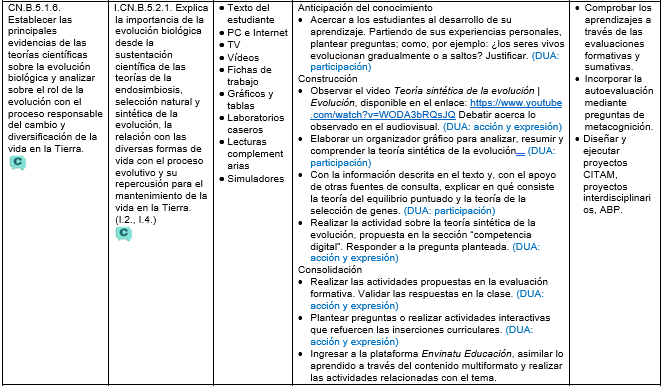 CN.B.5.1.6.
Establecer las
principales
evidencias de las
teorías científicas
sobre la evolución
biológica y analizar
sobre el rol de la
evolución con el
proceso responsable
del cambio y
diversificación de la
vida en la Tierra.
C
I.CN.B.5.2.1. Explica
la importancia de la
evolución biológica
desde la
sustentación
científica de las
teorías de la
endosimbiosis,
selección natural y
sintética de la
evolución, la
relación con las
diversas formas de
vida con el proceso
evolutivo y su
repercusión para el
mantenimiento de la
vida en la Tierra.
(I.2., I.4.)
C
• Texto del
estudiante
• PC e Internet
• TV
• Vídeos
• Fichas de
trabajo
• Gráficos y
tablas
• Laboratorios
caseros
• Lecturas
complement
arias
• Simuladores
Anticipación del conocimiento
• Acercar a los estudiantes al desarrollo de su
aprendizaje. Partiendo de sus experiencias personales,
plantear preguntas; como, por ejemplo: ¿los seres vivos
evolucionan gradualmente o a saltos? Justificar. (DUA:
participación)
Construcción
• Observar el video Teoría sintética de la evolución |
Evolución, disponible en el enlace: https://www.youtube
.com/watch?v=WODA3bRQsJQ Debatir acerca lo
observado en el audiovisual. (DUA: acción y expresión)
• Elaborar un organizador gráfico para analizar, resumir y
comprender la teoría sintética de la evolución__ (DUA:
participación)
• Con la información descrita en el texto y, con el apoyo
de otras fuentes de consulta, explicar en qué consiste
la teoría del equilibrio puntuado y la teoría de la
selección de genes. (DUA: participación)
• Realizar la actividad sobre la teoría sintética de la
evolución, propuesta en la sección “competencia
digital”. Responder a la pregunta planteada. (DUA:
acción y expresión)
Consolidación
• Realizar las actividades propuestas en la evaluación
formativa. Validar las respuestas en la clase. (DUA:
acción y expresión)
• Plantear preguntas o realizar actividades interactivas
que refuercen las inserciones curriculares. (DUA:
acción y expresión)
• Ingresar a la plataforma Envinatu Educación, asimilar lo
aprendido a través del contenido multiformato y realizar
las actividades relacionadas con el tema.
• Comprobar los
aprendizajes a
través de las
evaluaciones
formativas y
sumativas.
• Incorporar la
autoevaluación
mediante
preguntas de
metacognición.
• Diseñar y
ejecutar
proyectos
CITAM,
proyectos
interdisciplinari
os, ABP.